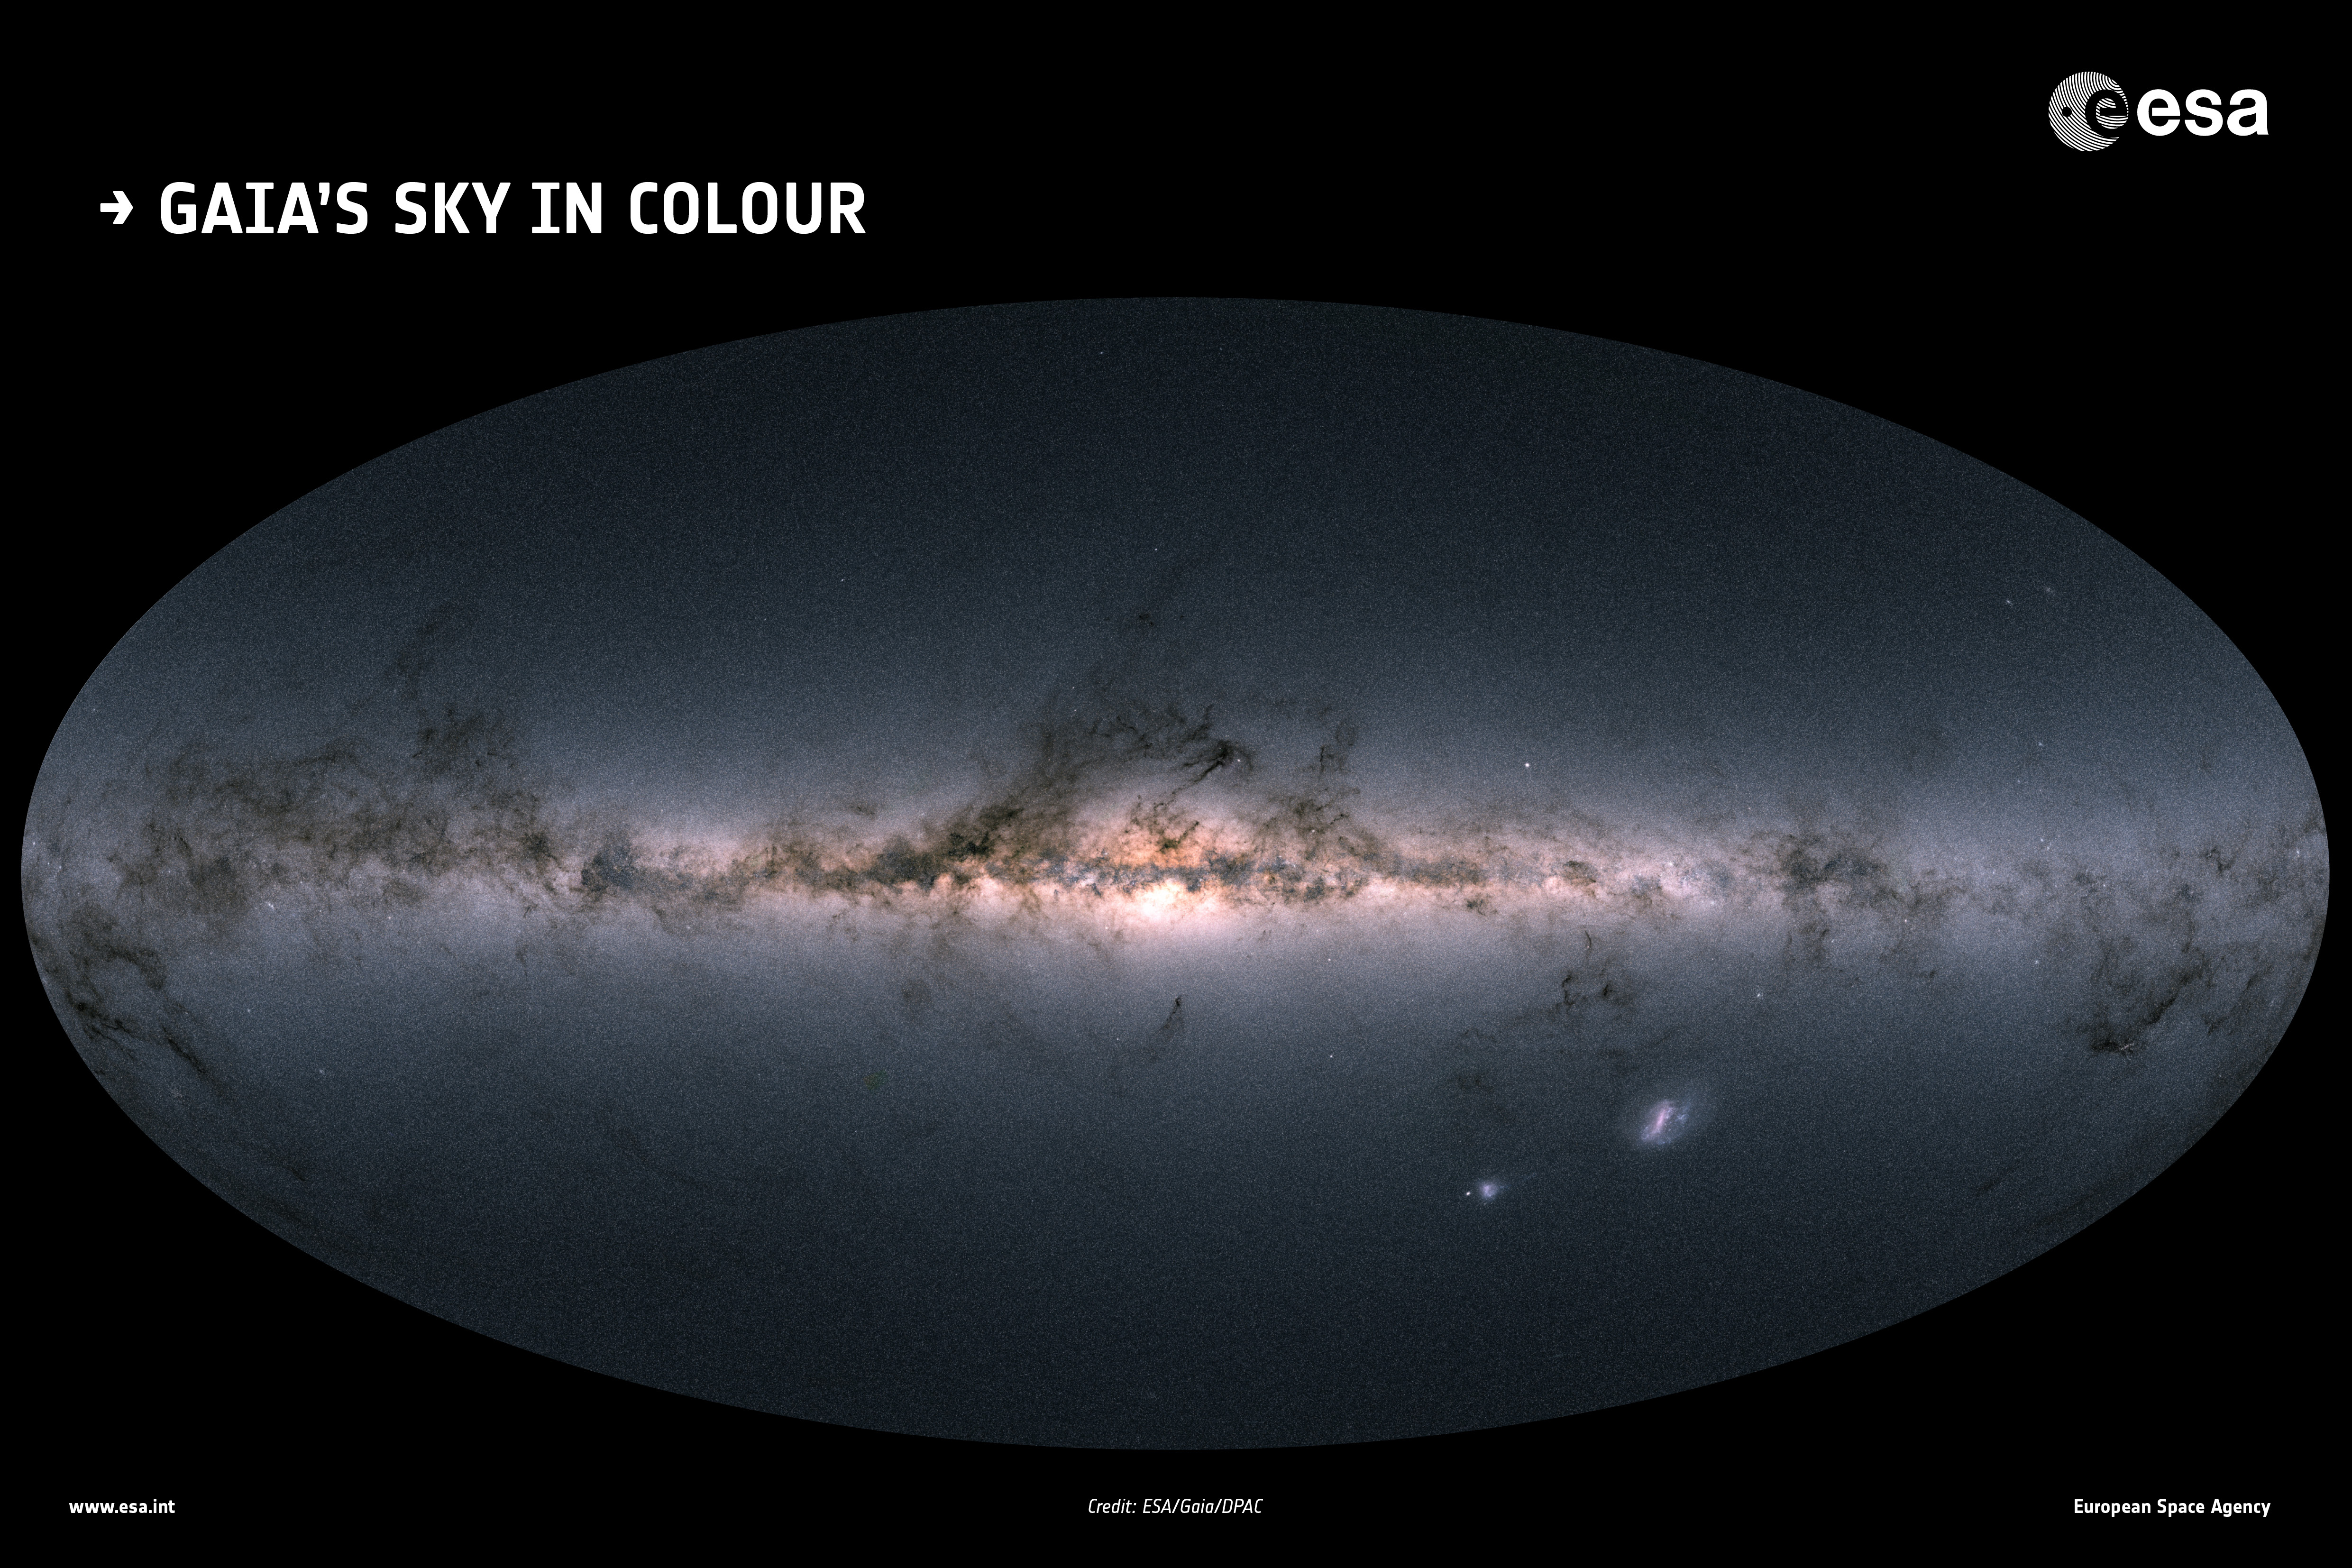 esa
→ GAIA'S SKY IN COLOUR
www.esa.int
Credit: ESA/Gaia/DPAC
European Space Agency